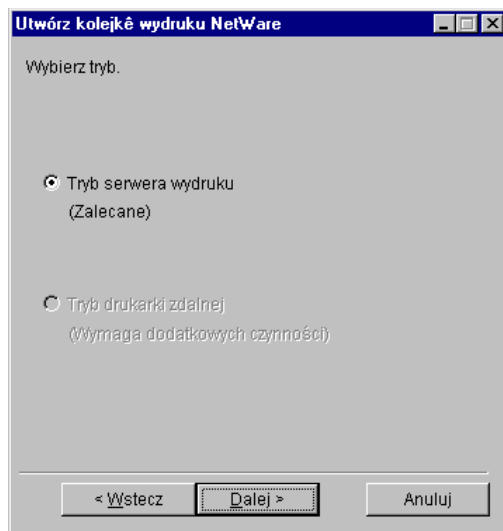 Utwórz kolejkê wydruku NetWare
Wybierz tryb.
Tryb serwera wydruku
(Zalecane)
Tryb drukarki zdalnej
(Wymaga dodatkowych czynności)
< Wstecz Dalej > Anuluj